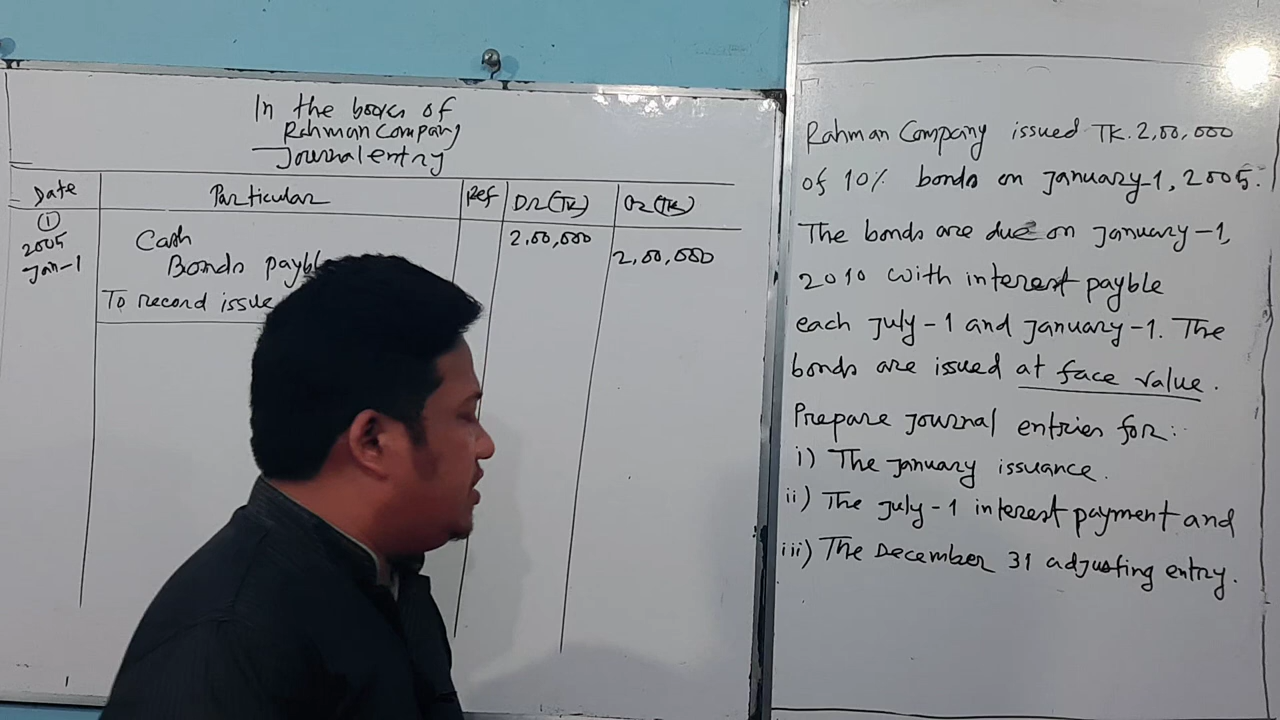 In the books of
Rahman Company
Journal entry
Date Particular Ref Dr(TK) Cr(TK)
①
2005 Cash 2,00,000
Jan-1 Bonds payble 2,00,000
To record issue
Rahman Company issued TK. 2,00,000
of 10% bonds on january-1, 2005.
The bonds are due on january-1,
2010 with interest payble
each july-1 and january-1. The
bonds are issued at face value.
Prepare journal entries for:
i) The january issuance.
ii) The july-1 interest payment and
iii) The December 31 adjusting entry.